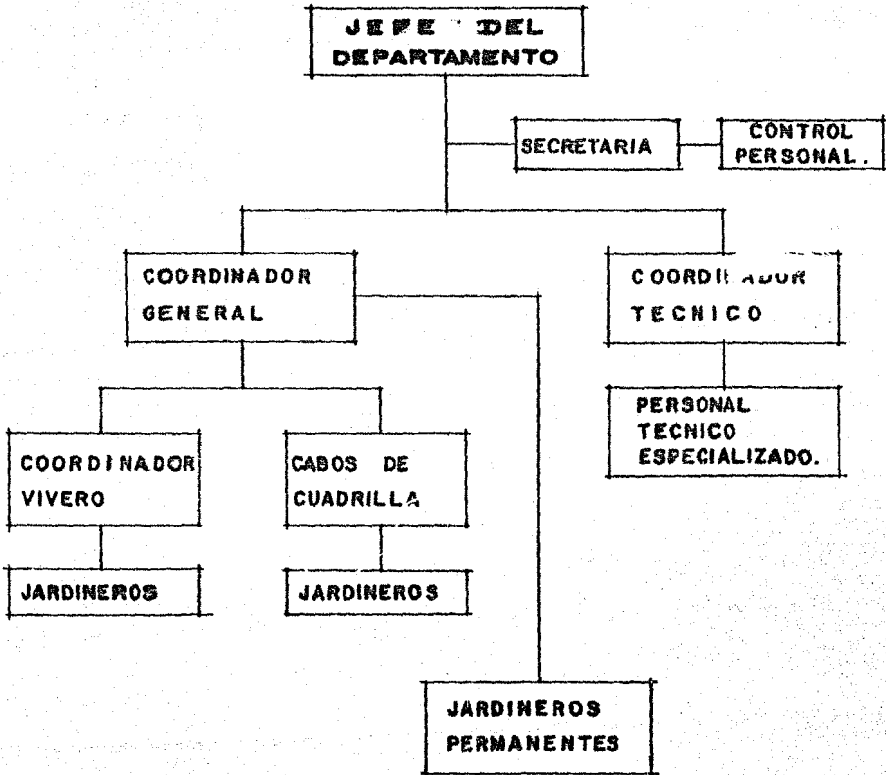 JEFE DEL
DEPARTAMENTO
SECRETARIA
CONTROL
PERSONAL.
COORDINADOR
GENERAL
COORDINADOR
TECNICO
COORDINADOR
VIVERO
CABOS DE
CUADRILLA
PERSONAL
TECNICO
ESPECIALIZADO.
JARDINEROS
JARDINEROS
JARDINEROS
PERMANENTES